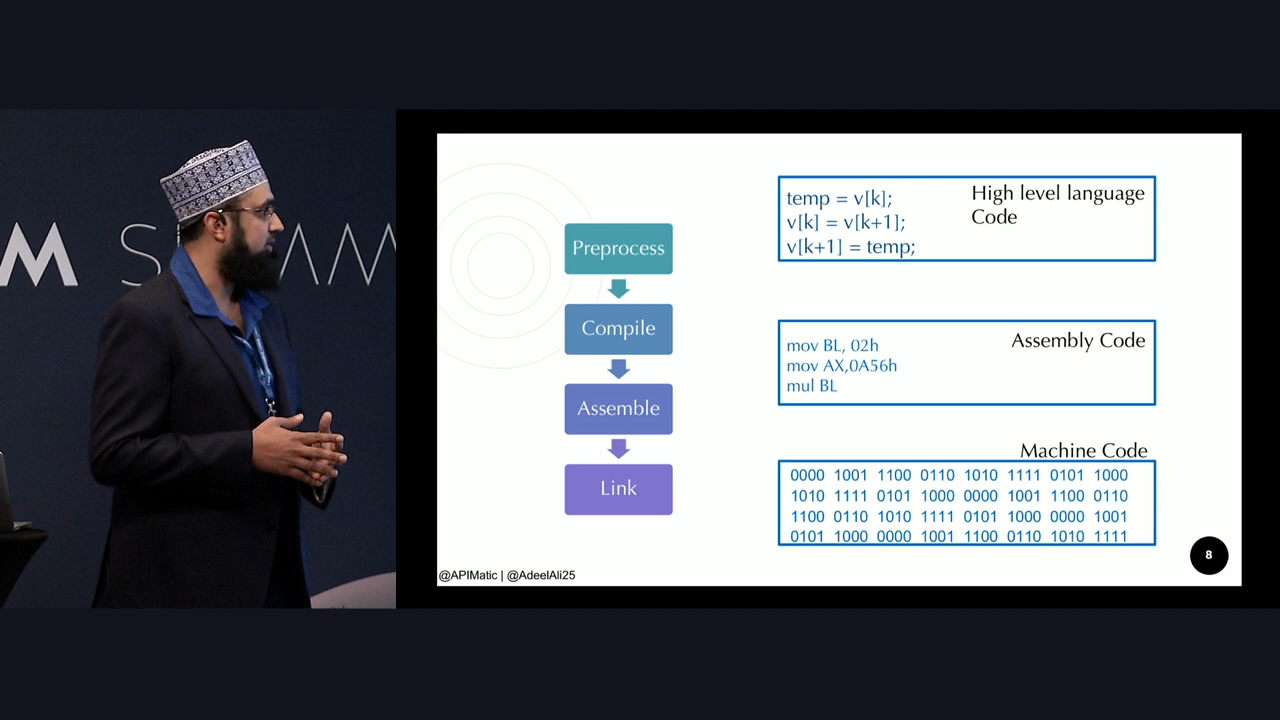 M S
Preprocess
Compile
Assemble
Link
temp = v[k];
v[k] = v[k+1];
v[k+1] = temp;
High level language
Code
mov BL, 02h
mov AX,0A56h
mul BL
Assembly Code
Machine Code
0000 1001 1100 0110 1010 1111 0101 1000
1010 1111 0101 1000 0000 1001 1100 0110
1100 0110 1010 1111 0101 1000 0000 1001
0101 1000 0000 1001 1100 0110 1010 1111
8
@APIMatic | @AdeelAli25